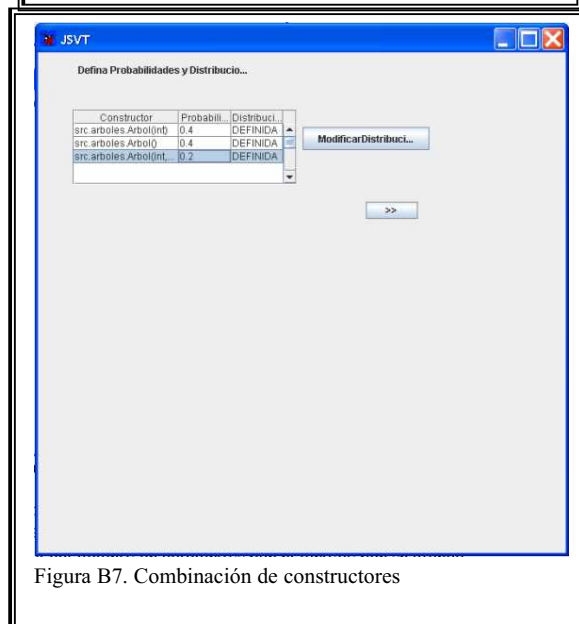 JSVT
Defina Probabilidades y Distribucio...
Constructor Probabili... Distribuci...
src.arboles.Arbol(int) 0.4 DEFINIDA
src.arboles.Arbol() 0.4 DEFINIDA
src.arboles.Arbol(int,... 0.2 DEFINIDA
ModificarDistribuci...
>>
Figura B7. Combinación de constructores